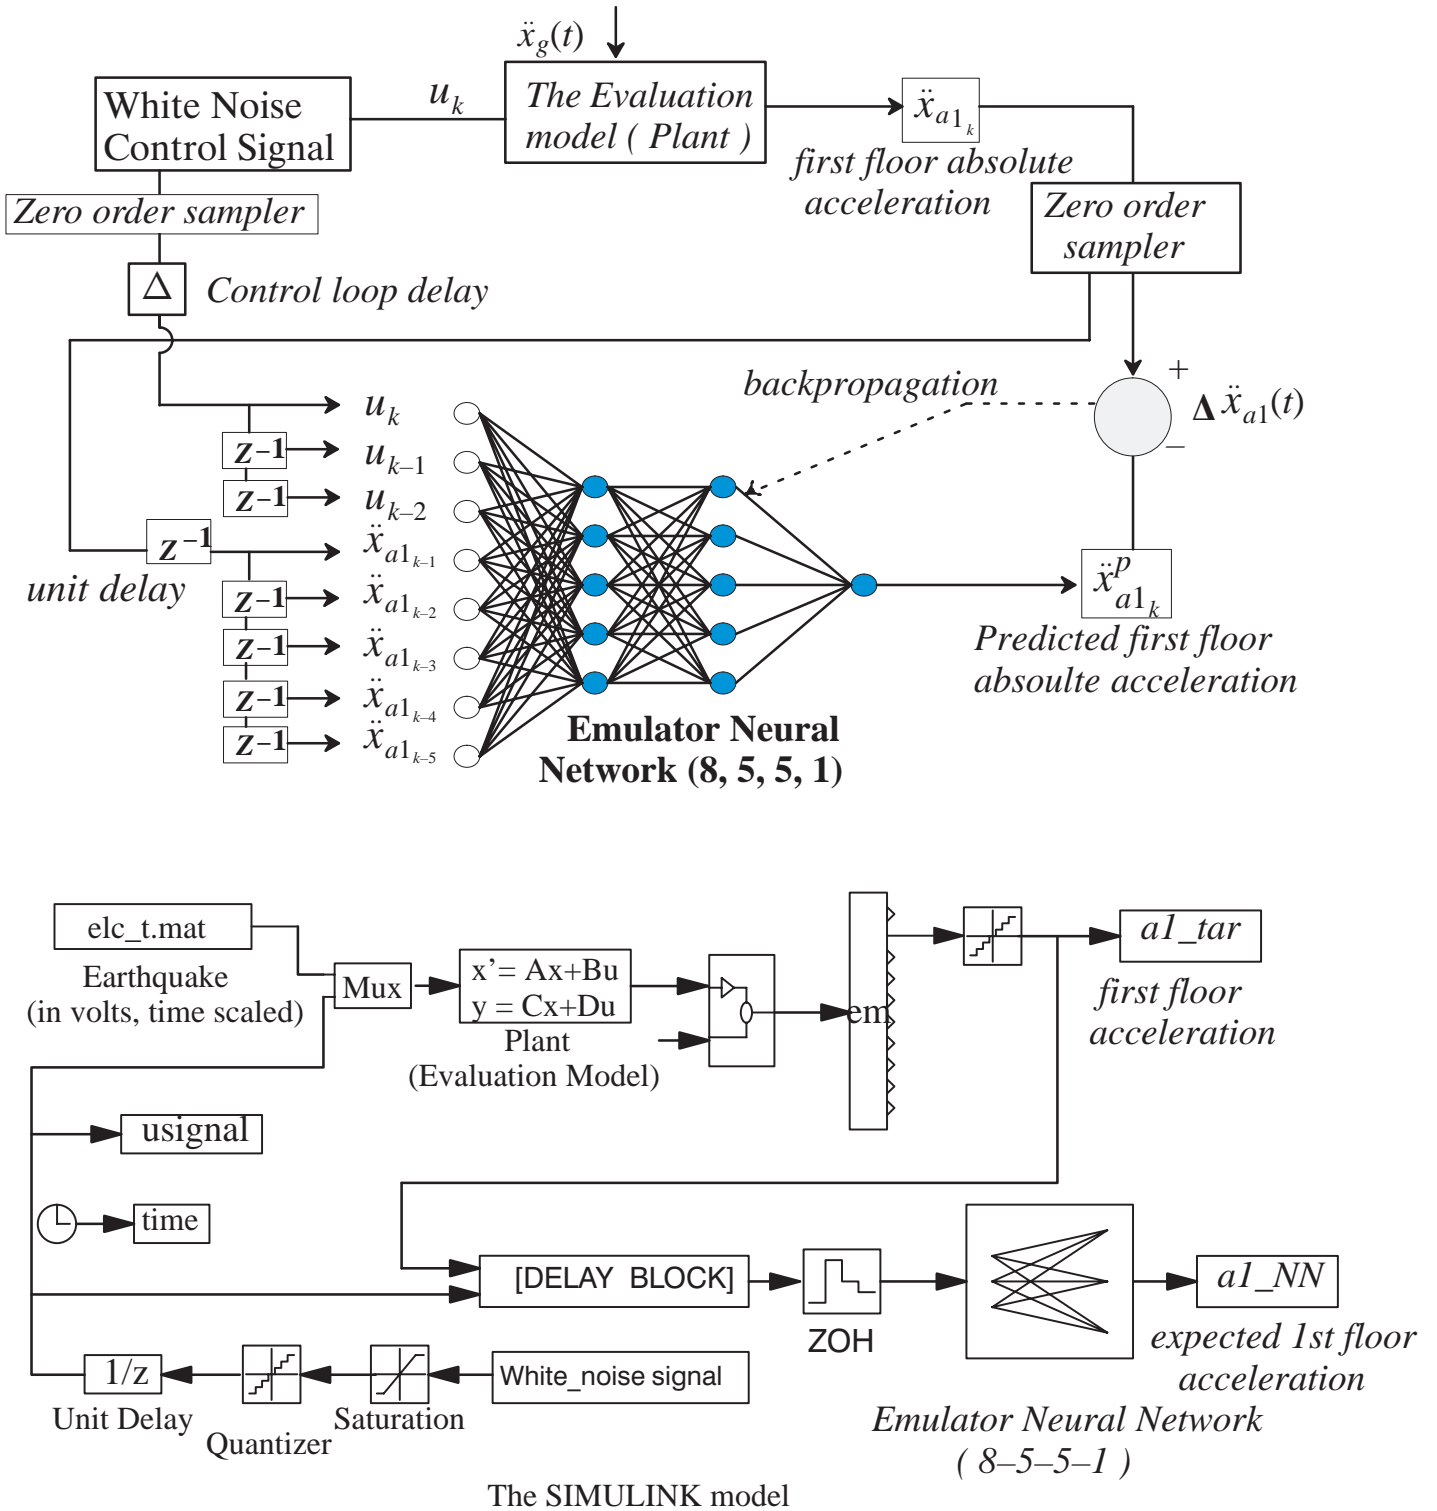 ẍg(t)
White Noise
Control Signal
uk
The Evaluation
model ( Plant )
ẍa1k
first floor absolute
acceleration
Zero order sampler
Zero order
sampler
Δ
Control loop delay
backpropagation
+
Δ ẍa1(t)
−
uk
z−1
uk–1
z−1
uk–2
z−1
ẍa1k–1
unit delay
z−1
ẍa1k–2
z−1
ẍa1k–3
z−1
ẍa1k–4
z−1
ẍa1k–5
ẍpa1k
Predicted first floor
absoulte acceleration
Emulator Neural
Network (8, 5, 5, 1)
elc_t.mat
Earthquake
(in volts, time scaled)
Mux
x’= Ax+Bu
y = Cx+Du
Plant
(Evaluation Model)
em
a1_tar
first floor
acceleration
usignal
time
[DELAY BLOCK]
ZOH
a1_NN
expected 1st floor
acceleration
Emulator Neural Network
( 8–5–5–1 )
1/z
Unit Delay
Quantizer
Saturation
White_noise signal
The SIMULINK model